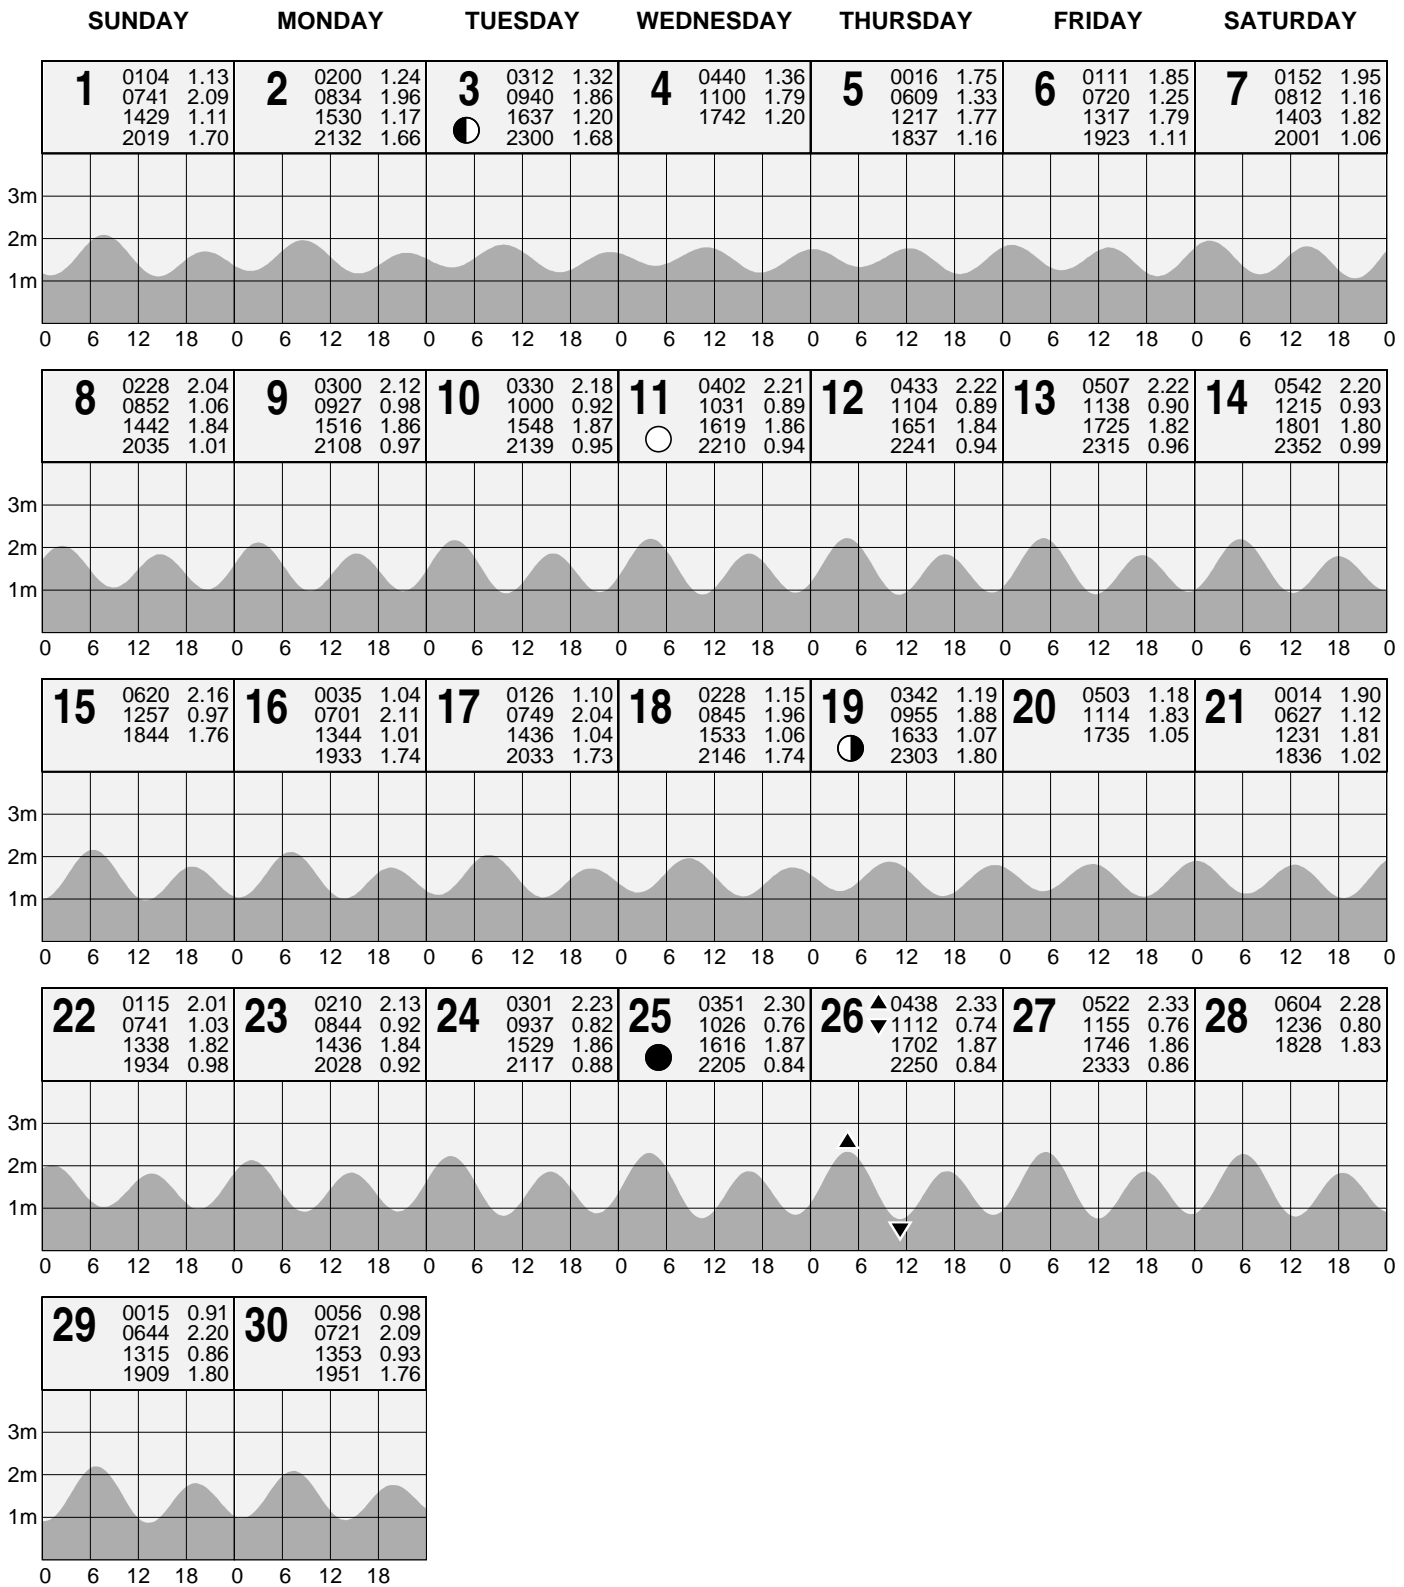 SUNDAY MONDAY TUESDAY WEDNESDAY THURSDAY FRIDAY SATURDAY
1 0104 1.13 2 0200 1.24 3 0312 1.32 4 0440 1.36 5 0016 1.75 6 0111 1.85 7 0152 1.95
0741 2.09 0834 1.96 0940 1.86 1100 1.79 0609 1.33 0720 1.25 0812 1.16
1429 1.11 1530 1.17 1637 1.20 1742 1.20 1217 1.77 1317 1.79 1403 1.82
2019 1.70 2132 1.66 2300 1.68 1837 1.16 1923 1.11 2001 1.06
3m
2m
1m
0 6 12 18 0 6 12 18 0 6 12 18 0 6 12 18 0 6 12 18 0 6 12 18 0 6 12 18 0
8 0228 2.04 9 0300 2.12 10 0330 2.18 11 0402 2.21 12 0433 2.22 13 0507 2.22 14 0542 2.20
0852 1.06 0927 0.98 1000 0.92 1031 0.89 1104 0.89 1138 0.90 1215 0.93
1442 1.84 1516 1.86 1548 1.87 1619 1.86 1651 1.84 1725 1.82 1801 1.80
2035 1.01 2108 0.97 2139 0.95 2210 0.94 2241 0.94 2315 0.96 2352 0.99
3m
2m
1m
0 6 12 18 0 6 12 18 0 6 12 18 0 6 12 18 0 6 12 18 0 6 12 18 0 6 12 18 0
15 0620 2.16 16 0035 1.04 17 0126 1.10 18 0228 1.15 19 0342 1.19 20 0503 1.18 21 0014 1.90
1257 0.97 0701 2.11 0749 2.04 0845 1.96 0955 1.88 1114 1.83 0627 1.12
1844 1.76 1344 1.01 1436 1.04 1533 1.06 1633 1.07 1735 1.05 1231 1.81
1933 1.74 2033 1.73 2146 1.74 2303 1.80 1836 1.02
3m
2m
1m
0 6 12 18 0 6 12 18 0 6 12 18 0 6 12 18 0 6 12 18 0 6 12 18 0 6 12 18 0
22 0115 2.01 23 0210 2.13 24 0301 2.23 25 0351 2.30 26 0438 2.33 27 0522 2.33 28 0604 2.28
0741 1.03 0844 0.92 0937 0.82 1026 0.76 1112 0.74 1155 0.76 1236 0.80
1338 1.82 1436 1.84 1529 1.86 1616 1.87 1702 1.87 1746 1.86 1828 1.83
1934 0.98 2028 0.92 2117 0.88 2205 0.84 2250 0.84 2333 0.86
3m
2m
1m
0 6 12 18 0 6 12 18 0 6 12 18 0 6 12 18 0 6 12 18 0 6 12 18 0 6 12 18 0
29 0015 0.91 30 0056 0.98
0644 2.20 0721 2.09
1315 0.86 1353 0.93
1909 1.80 1951 1.76
3m
2m
1m
0 6 12 18 0 6 12 18